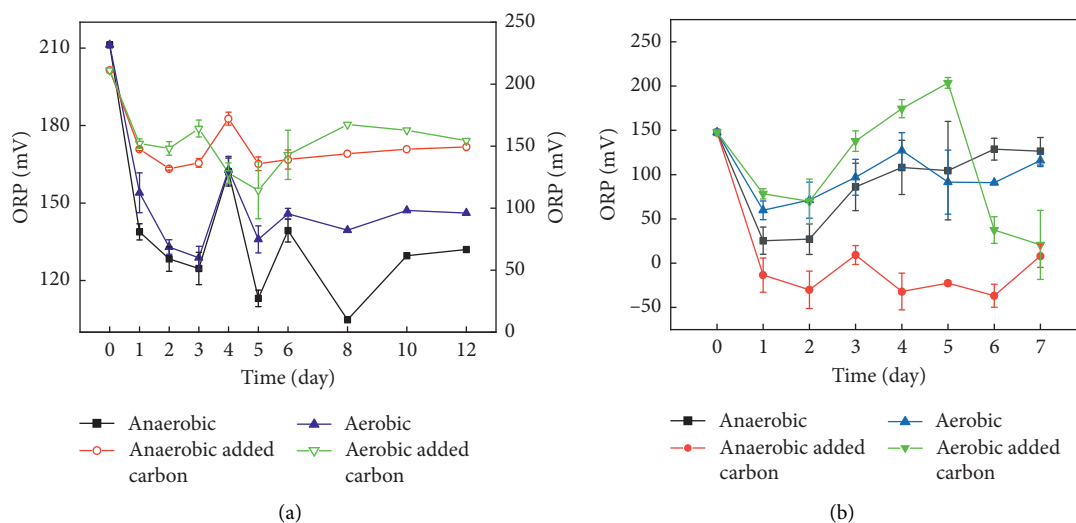 210
180
150
120
ORP (mV)
250
200
150
100
50
0
ORP (mV)
0 1 2 3 4 5 6 8 10 12
Time (day)
Anaerobic
Anaerobic added
carbon
Aerobic
Aerobic added
carbon
(a)
250
200
150
100
50
0
−50
ORP (mV)
0 1 2 3 4 5 6 7
Time (day)
Anaerobic
Anaerobic added
carbon
Aerobic
Aerobic added
carbon
(b)